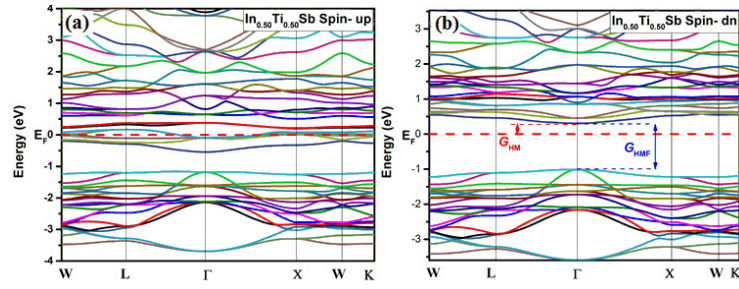 (a)
In0.50Ti0.50Sb Spin- up
Energy (eV)
4
3
2
1
EF 0
-1
-2
-3
-4
W L Γ X W K
(b)
In0.50Ti0.50Sb Spin- dn
Energy (eV)
4
3
2
1
EF 0
-1
-2
-3
GHM
GHMF
W L Γ X W K